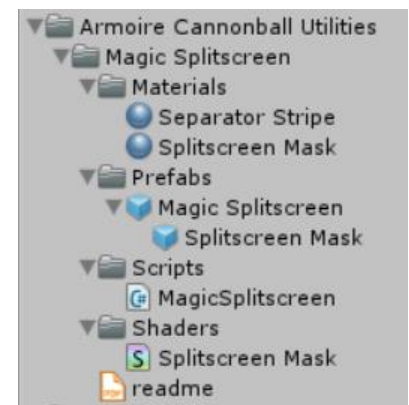 Armoire Cannonball Utilities
Magic Splitscreen
Materials
Separator Stripe
Splitscreen Mask
Prefabs
Magic Splitscreen
Splitscreen Mask
Scripts
MagicSplitscreen
Shaders
Splitscreen Mask
readme